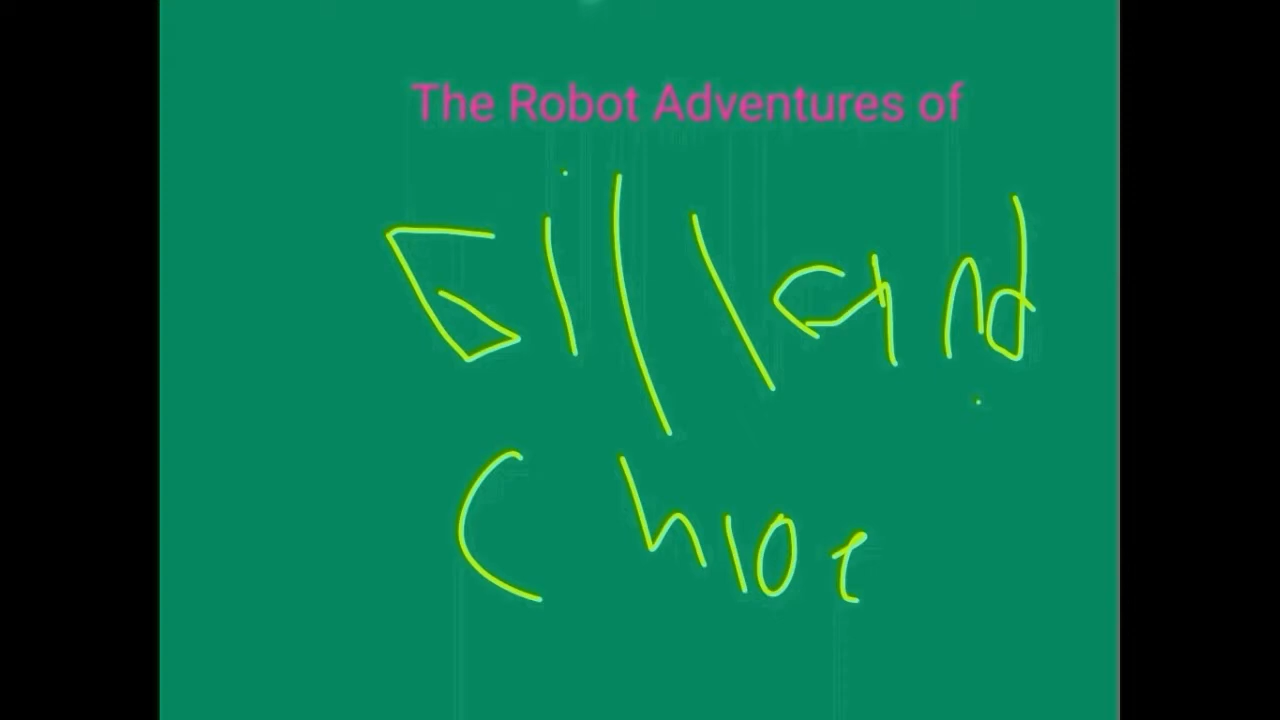 The Robot Adventures of
Gill and
Chloe